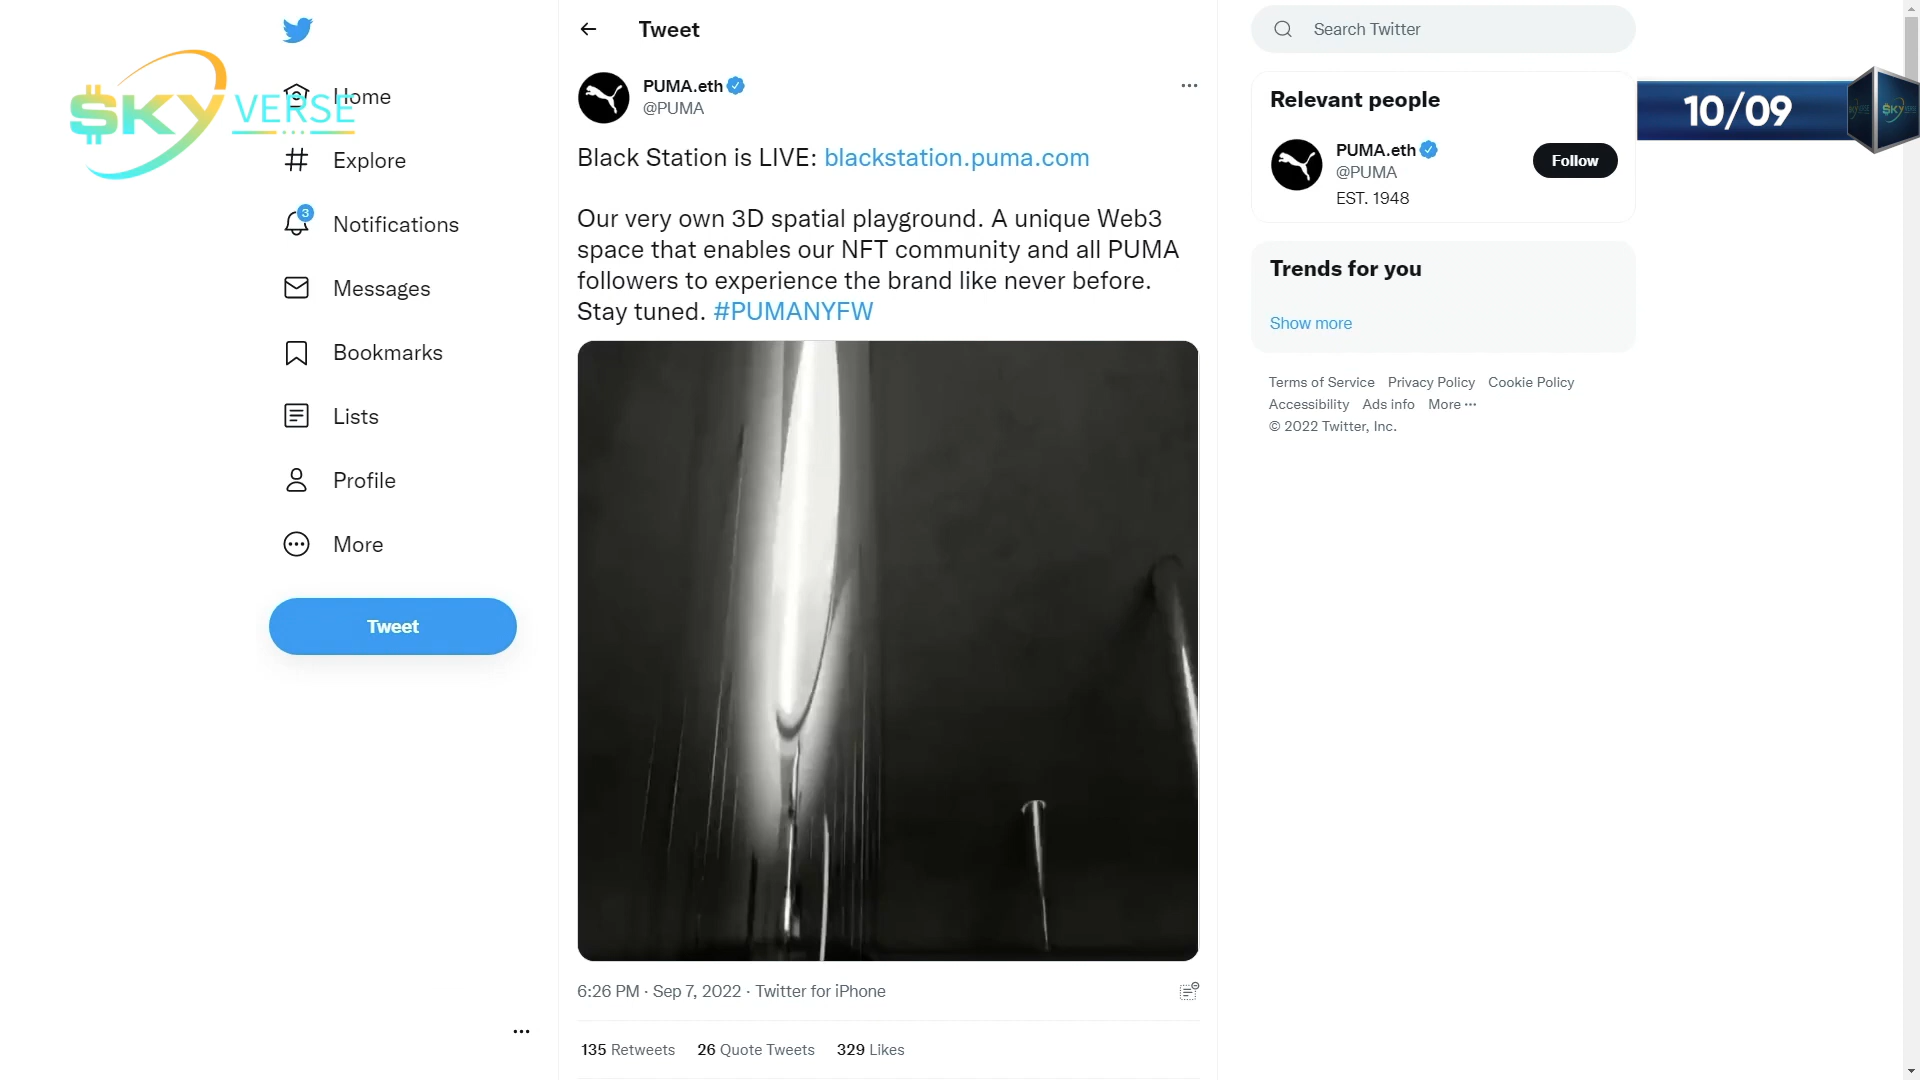 Tweet
Search Twitter
$KYVERSE
Home
Explore
3
Notifications
Messages
Bookmarks
Lists
Profile
More
Tweet
PUMA.eth
@PUMA
Black Station is LIVE: blackstation.puma.com
Our very own 3D spatial playground. A unique Web3
space that enables our NFT community and all PUMA
followers to experience the brand like never before.
Stay tuned. #PUMANYFW
6:26 PM · Sep 7, 2022 · Twitter for iPhone
135 Retweets 26 Quote Tweets 329 Likes
Relevant people
PUMA.eth
@PUMA
EST. 1948
Follow
Trends for you
Show more
Terms of Service Privacy Policy Cookie Policy
Accessibility Ads info More ···
© 2022 Twitter, Inc.
10/09
$KY